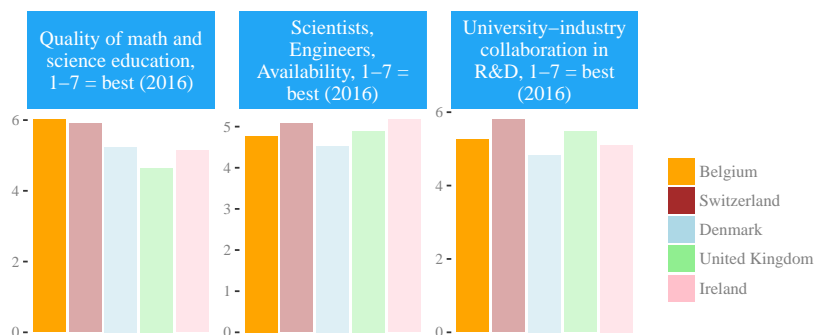 Quality of math and
science education,
1–7 = best (2016)
Scientists,
Engineers,
Availability, 1–7 =
best (2016)
University−industry
collaboration in
R&D, 1–7 = best
(2016)
6
4
2
0
5
4
3
2
1
0
6
4
2
0
Belgium
Switzerland
Denmark
United Kingdom
Ireland